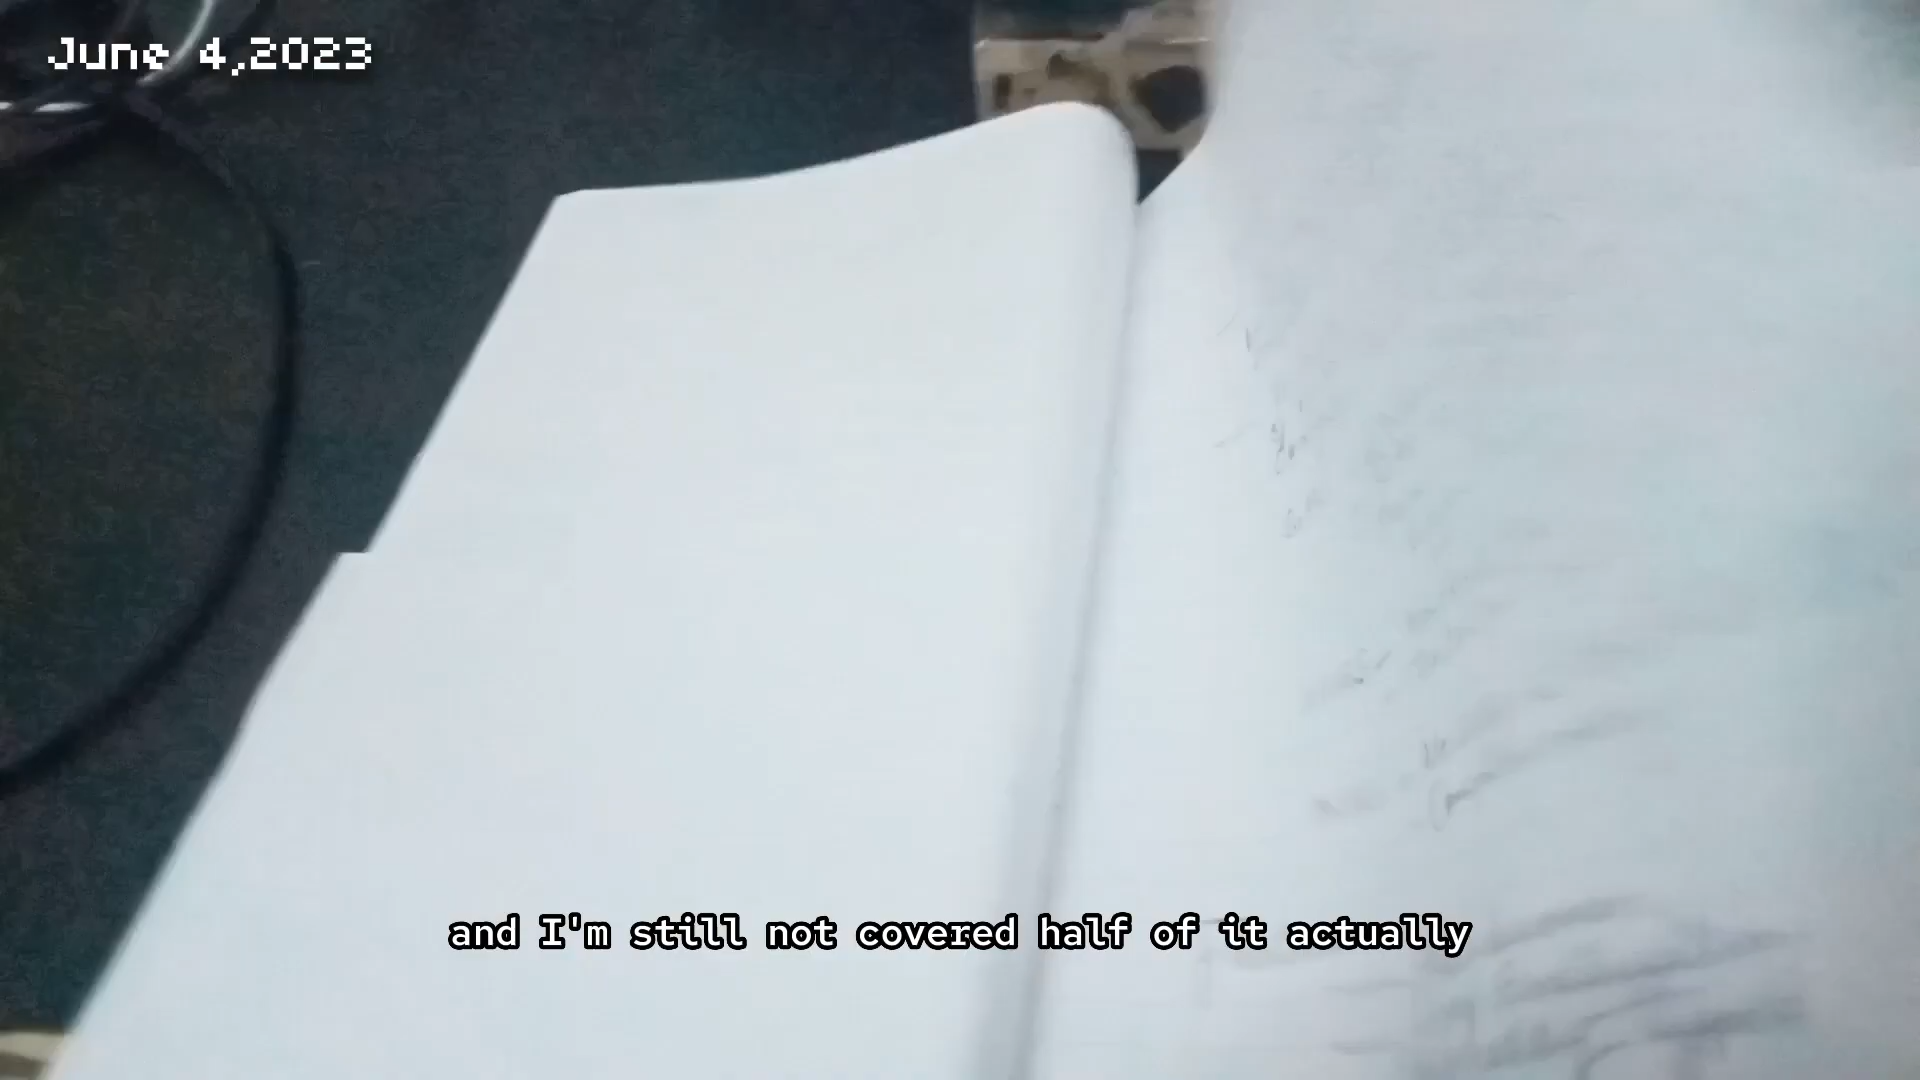 June 4,2023
and I'm still not covered half of it actually